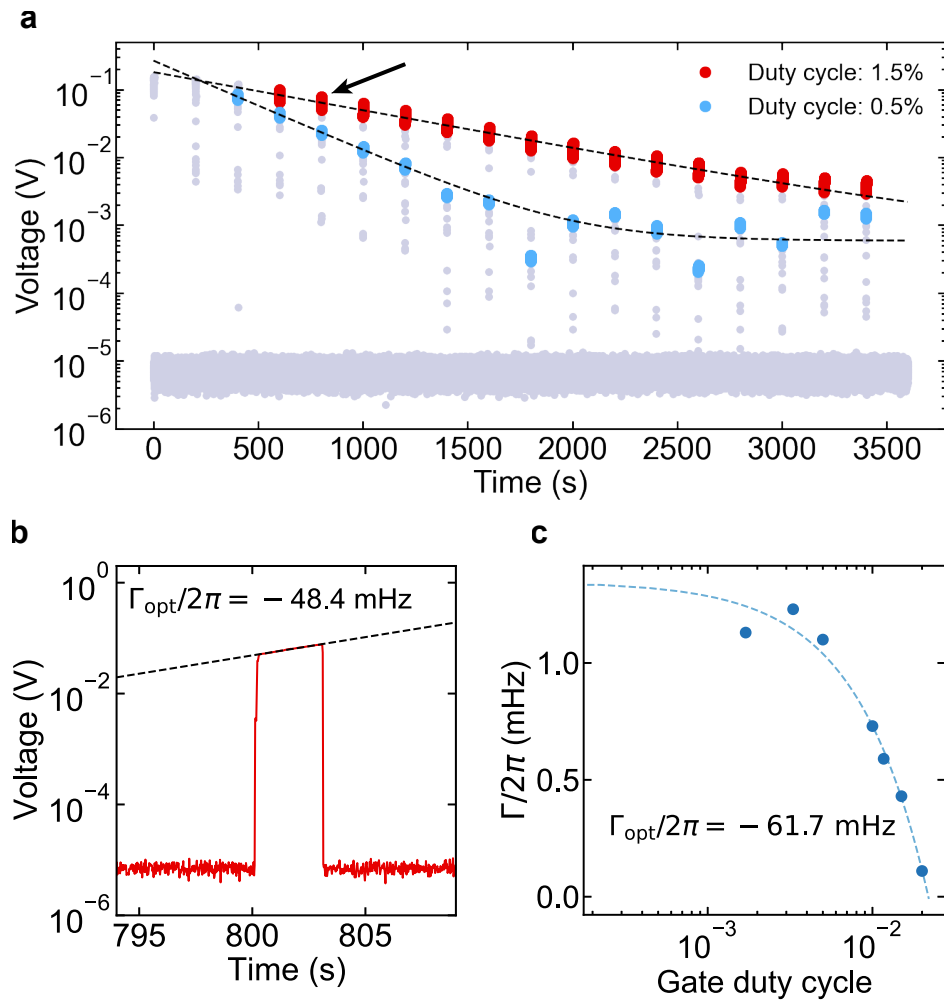 a
Duty cycle: 1.5%
Duty cycle: 0.5%
10⁻¹
10⁻²
10⁻³
10⁻⁴
10⁻⁵
10⁻⁶
Voltage (V)
0 500 1000 1500 2000 2500 3000 3500
Time (s)
b
Γopt/2π = − 48.4 mHz
10⁰
10⁻²
10⁻⁴
10⁻⁶
Voltage (V)
795 800 805
Time (s)
c
1.0
0.5
0.0
Γ/2π (mHz)
Γopt/2π = − 61.7 mHz
10⁻³ 10⁻²
Gate duty cycle